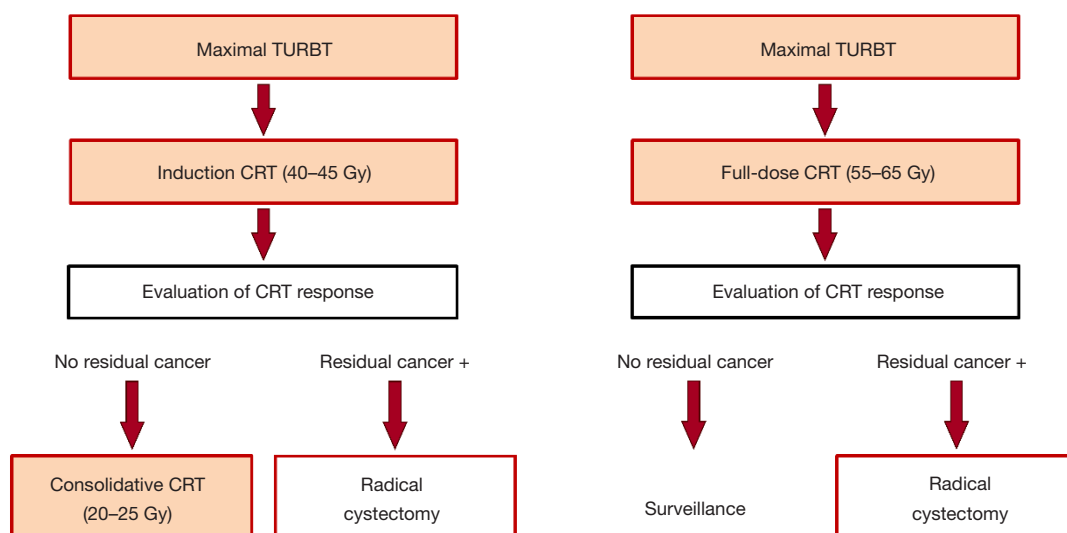 Maximal TURBT
Induction CRT (40–45 Gy)
Evaluation of CRT response
No residual cancer
Residual cancer +
Consolidative CRT
(20–25 Gy)
Radical
cystectomy
Maximal TURBT
Full-dose CRT (55–65 Gy)
Evaluation of CRT response
No residual cancer
Residual cancer +
Surveillance
Radical
cystectomy